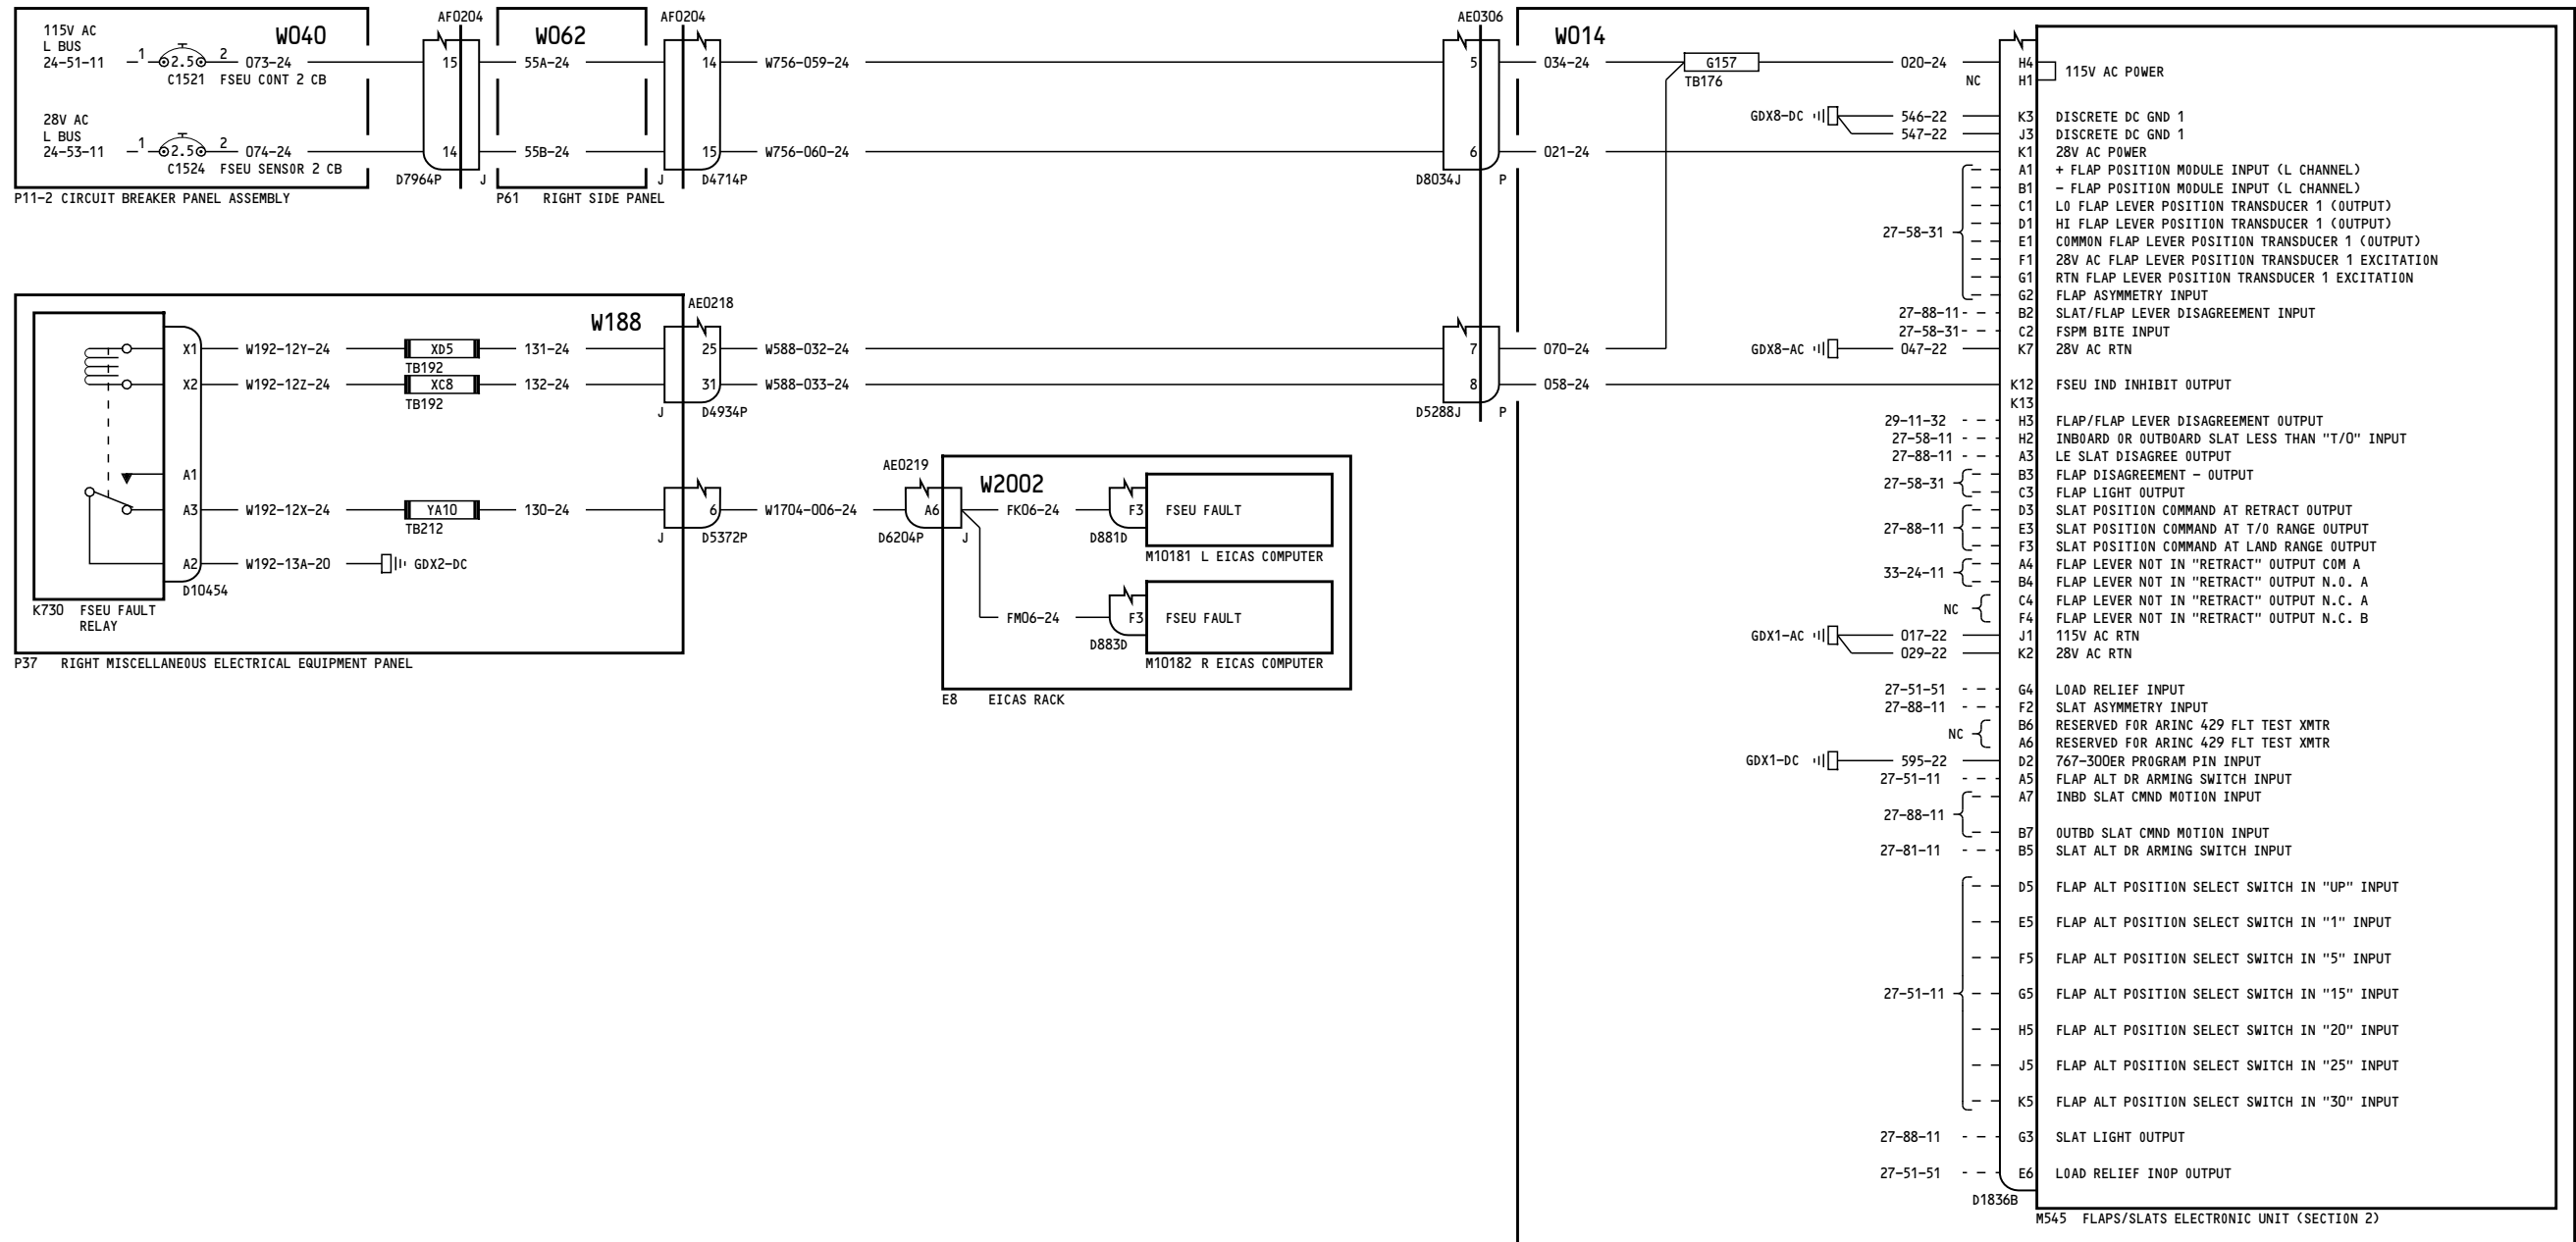 115V AC
L BUS
24-51-11
1
2.5
2
073-24
C1521 FSEU CONT 2 CB
W040
28V AC
L BUS
24-53-11
1
2.5
2
074-24
C1524 FSEU SENSOR 2 CB
P11-2 CIRCUIT BREAKER PANEL ASSEMBLY
AF0204
15
14
D7964P
J
W062
55A-24
55B-24
P61 RIGHT SIDE PANEL
AF0204
14
15
J
D4714P
W756-059-24
W756-060-24
AE0306
5
6
D8034J
P
W014
034-24
G157
TB176
020-24
021-24
W188
X1
W192-12Y-24
XD5
TB192
131-24
X2
W192-12Z-24
XC8
TB192
132-24
A1
A3
W192-12X-24
YA10
TB212
130-24
A2
W192-13A-20
GDX2-DC
D10454
K730 FSEU FAULT
RELAY
P37 RIGHT MISCELLANEOUS ELECTRICAL EQUIPMENT PANEL
AE0218
25
31
J
D4934P
W588-032-24
W588-033-24
7
8
D5288J
P
070-24
058-24
6
J
D5372P
W1704-006-24
AE0219
A6
D6204P
J
W2002
FK06-24
F3
FSEU FAULT
D881D
M10181 L EICAS COMPUTER
FM06-24
F3
FSEU FAULT
D883D
M10182 R EICAS COMPUTER
E8 EICAS RACK
H4
NC H1
115V AC POWER
GDX8-DC
546-22 K3 DISCRETE DC GND 1
547-22 J3 DISCRETE DC GND 1
K1 28V AC POWER
A1 + FLAP POSITION MODULE INPUT (L CHANNEL)
B1 - FLAP POSITION MODULE INPUT (L CHANNEL)
C1 LO FLAP LEVER POSITION TRANSDUCER 1 (OUTPUT)
D1 HI FLAP LEVER POSITION TRANSDUCER 1 (OUTPUT)
27-58-31
E1 COMMON FLAP LEVER POSITION TRANSDUCER 1 (OUTPUT)
F1 28V AC FLAP LEVER POSITION TRANSDUCER 1 EXCITATION
G1 RTN FLAP LEVER POSITION TRANSDUCER 1 EXCITATION
G2 FLAP ASYMMETRY INPUT
27-88-11 B2 SLAT/FLAP LEVER DISAGREEMENT INPUT
27-58-31 C2 FSPM BITE INPUT
GDX8-AC 047-22 K7 28V AC RTN
K12 FSEU IND INHIBIT OUTPUT
K13
29-11-32 H3 FLAP/FLAP LEVER DISAGREEMENT OUTPUT
27-58-11 H2 INBOARD OR OUTBOARD SLAT LESS THAN "T/O" INPUT
27-88-11 A3 LE SLAT DISAGREE OUTPUT
B3 FLAP DISAGREEMENT - OUTPUT
27-58-31
C3 FLAP LIGHT OUTPUT
D3 SLAT POSITION COMMAND AT RETRACT OUTPUT
27-88-11 E3 SLAT POSITION COMMAND AT T/O RANGE OUTPUT
F3 SLAT POSITION COMMAND AT LAND RANGE OUTPUT
A4 FLAP LEVER NOT IN "RETRACT" OUTPUT COM A
33-24-11
B4 FLAP LEVER NOT IN "RETRACT" OUTPUT N.O. A
C4 FLAP LEVER NOT IN "RETRACT" OUTPUT N.C. A
NC
F4 FLAP LEVER NOT IN "RETRACT" OUTPUT N.C. B
GDX1-AC 017-22 J1 115V AC RTN
029-22 K2 28V AC RTN
27-51-51 G4 LOAD RELIEF INPUT
27-88-11 F2 SLAT ASYMMETRY INPUT
B6 RESERVED FOR ARINC 429 FLT TEST XMTR
NC
A6 RESERVED FOR ARINC 429 FLT TEST XMTR
GDX1-DC 595-22 D2 767-300ER PROGRAM PIN INPUT
27-51-11 A5 FLAP ALT DR ARMING SWITCH INPUT
A7 INBD SLAT CMND MOTION INPUT
27-88-11
B7 OUTBD SLAT CMND MOTION INPUT
27-81-11 B5 SLAT ALT DR ARMING SWITCH INPUT
D5 FLAP ALT POSITION SELECT SWITCH IN "UP" INPUT
E5 FLAP ALT POSITION SELECT SWITCH IN "1" INPUT
F5 FLAP ALT POSITION SELECT SWITCH IN "5" INPUT
27-51-11 G5 FLAP ALT POSITION SELECT SWITCH IN "15" INPUT
H5 FLAP ALT POSITION SELECT SWITCH IN "20" INPUT
J5 FLAP ALT POSITION SELECT SWITCH IN "25" INPUT
K5 FLAP ALT POSITION SELECT SWITCH IN "30" INPUT
27-88-11 G3 SLAT LIGHT OUTPUT
27-51-51 E6 LOAD RELIEF INOP OUTPUT
D1836B
M545 FLAPS/SLATS ELECTRONIC UNIT (SECTION 2)